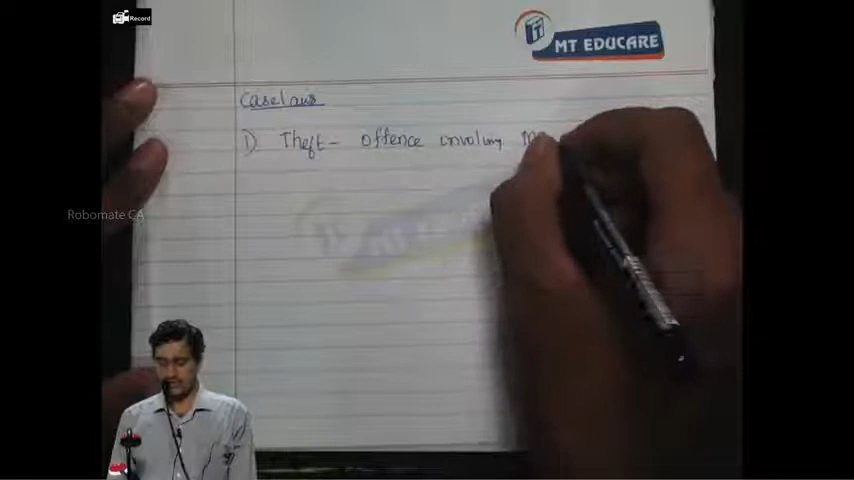 Record
MT EDUCARE
Caselaws
1) Theft - offence involving
Robomate CA